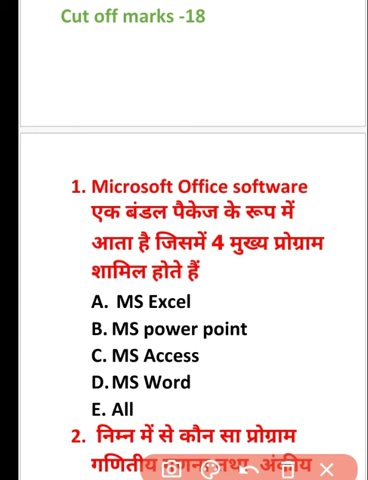 Cut off marks -18
1. Microsoft Office software
एक बंडल पैकेज के रूप में
आता है जिसमें 4 मुख्य प्रोग्राम
शामिल होते हैं
A. MS Excel
B. MS power point
C. MS Access
D. MS Word
E. All
2. निम्न में से कौन सा प्रोग्राम
गणितीय तथा